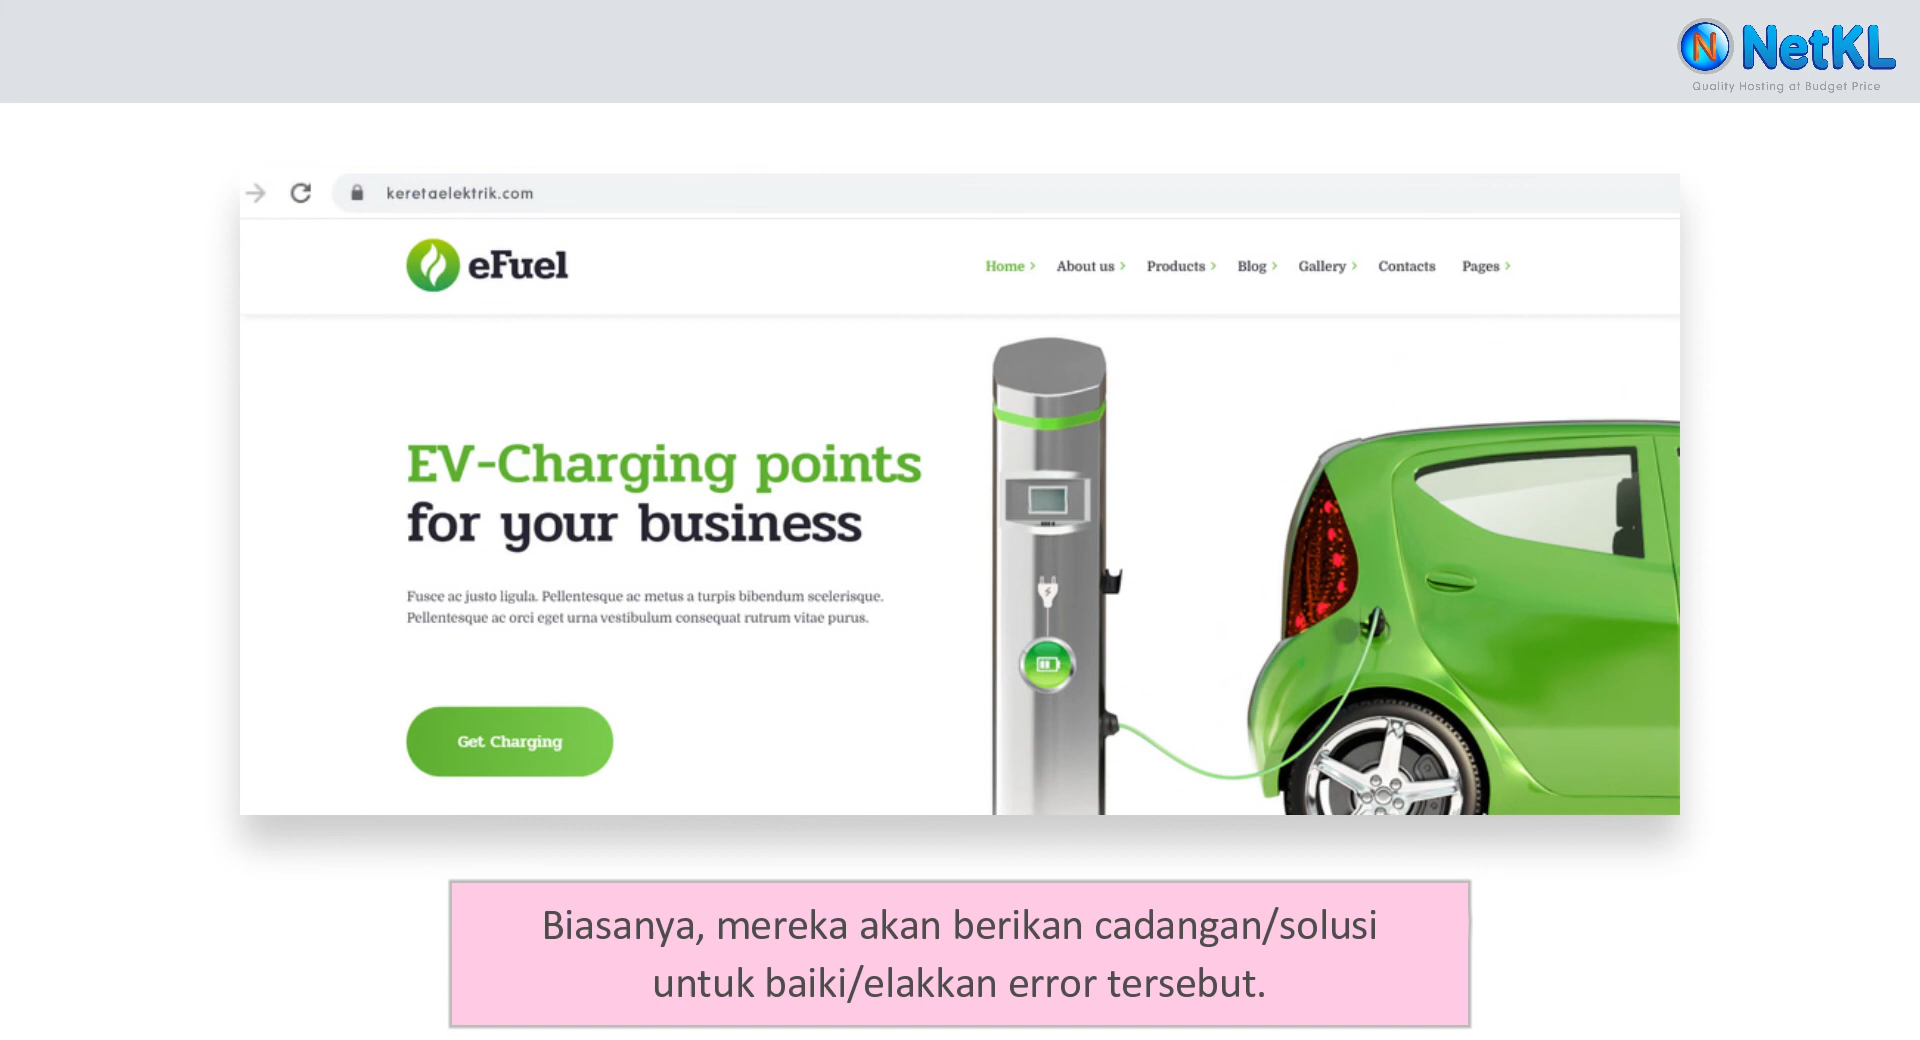 NetKL
Quality Hosting at Budget Price
keretaelektrik.com
eFuel
Home About us Products Blog Gallery Contacts Pages
EV-Charging points
for your business
Fusce ac justo ligula. Pellentesque ac metus a turpis bibendum scelerisque.
Pellentesque ac orci eget urna vestibulum consequat rutrum vitae purus.
Get Charging
Biasanya, mereka akan berikan cadangan/solusi
untuk baiki/elakkan error tersebut.